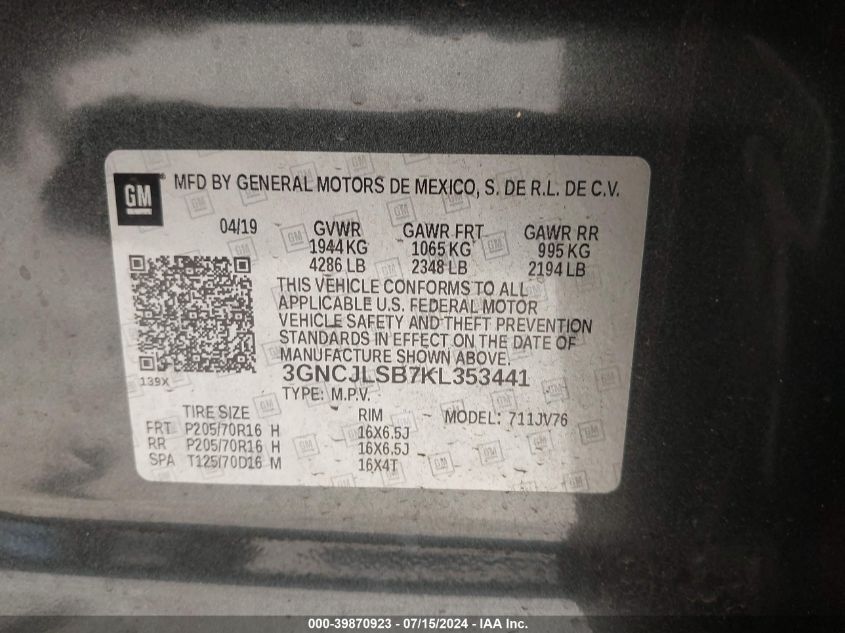 GM ® MFD BY GENERAL MOTORS DE MEXICO, S. DE R.L. DE C.V.
04/19 GVWR GAWR FRT GAWR RR
1944 KG 1065 KG 995 KG
4286 LB 2348 LB 2194 LB
THIS VEHICLE CONFORMS TO ALL
APPLICABLE U.S. FEDERAL MOTOR
VEHICLE SAFETY AND THEFT PREVENTION
STANDARDS IN EFFECT ON THE DATE OF
MANUFACTURE SHOWN ABOVE.
139X 3GNCJLSB7KL353441
TYPE: M.P.V.
TIRE SIZE RIM MODEL: 711JV76
FRT P205/70R16 H 16X6.5J
RR P205/70R16 H 16X6.5J
SPA T125/70D16 M 16X4T
000-39870923 - 07/15/2024 - IAA Inc.